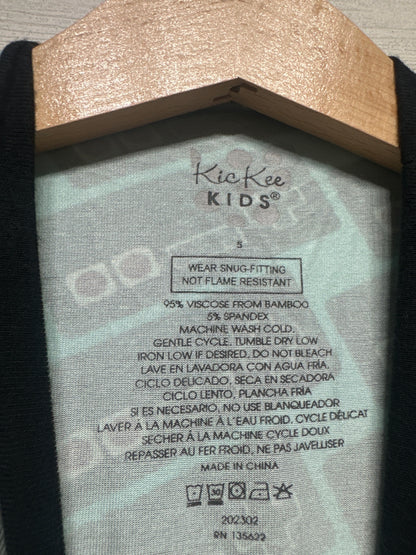 KicKee
KIDS®
5
WEAR SNUG-FITTING
NOT FLAME RESISTANT
95% VISCOSE FROM BAMBOO
5% SPANDEX
MACHINE WASH COLD,
GENTLE CYCLE, TUMBLE DRY LOW
IRON LOW IF DESIRED, DO NOT BLEACH
LAVE EN LAVADORA CON AGUA FRÍA,
CICLO DELICADO, SECA EN SECADORA
CICLO LENTO, PLANCHA FRÍA
SI ES NECESARIO, NO USE BLANQUEADOR
LAVER À LA MACHINE À L'EAU FROID, CYCLE DÉLICAT
SECHER À LA MACHINE CYCLE DOUX
REPASSER AU FER FROID, NE PAS JAVELLISER
MADE IN CHINA
30
202302
RN 135622